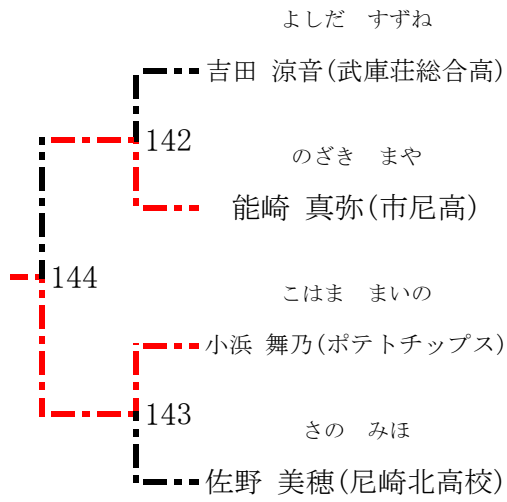 よしだ　すずね
吉田 涼音(武庫荘総合高)
142
のざき　まや
能崎 真弥(市尼高)
144
こはま　まいの
小浜 舞乃(ポテトチップス)
143
さの　みほ
佐野 美穂(尼崎北高校)